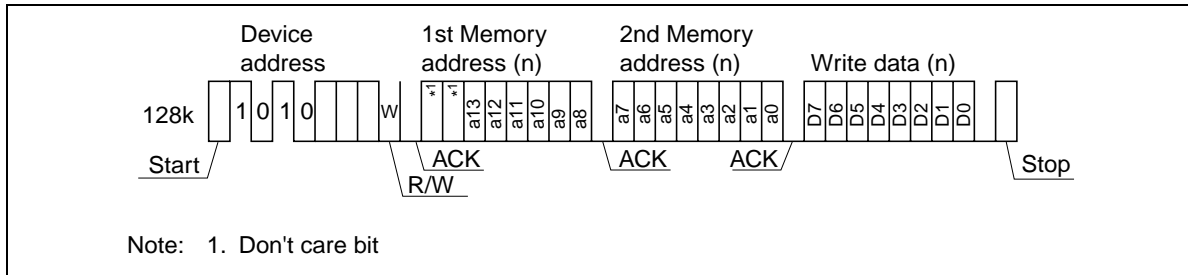 Device address
1st Memory address (n)
2nd Memory address (n)
Write data (n)
128k
1 0 1 0 W *1 *1 a13 a12 a11 a10 a9 a8 a7 a6 a5 a4 a3 a2 a1 a0 D7 D6 D5 D4 D3 D2 D1 D0
Start ACK ACK ACK Stop
R/W
Note: 1. Don't care bit